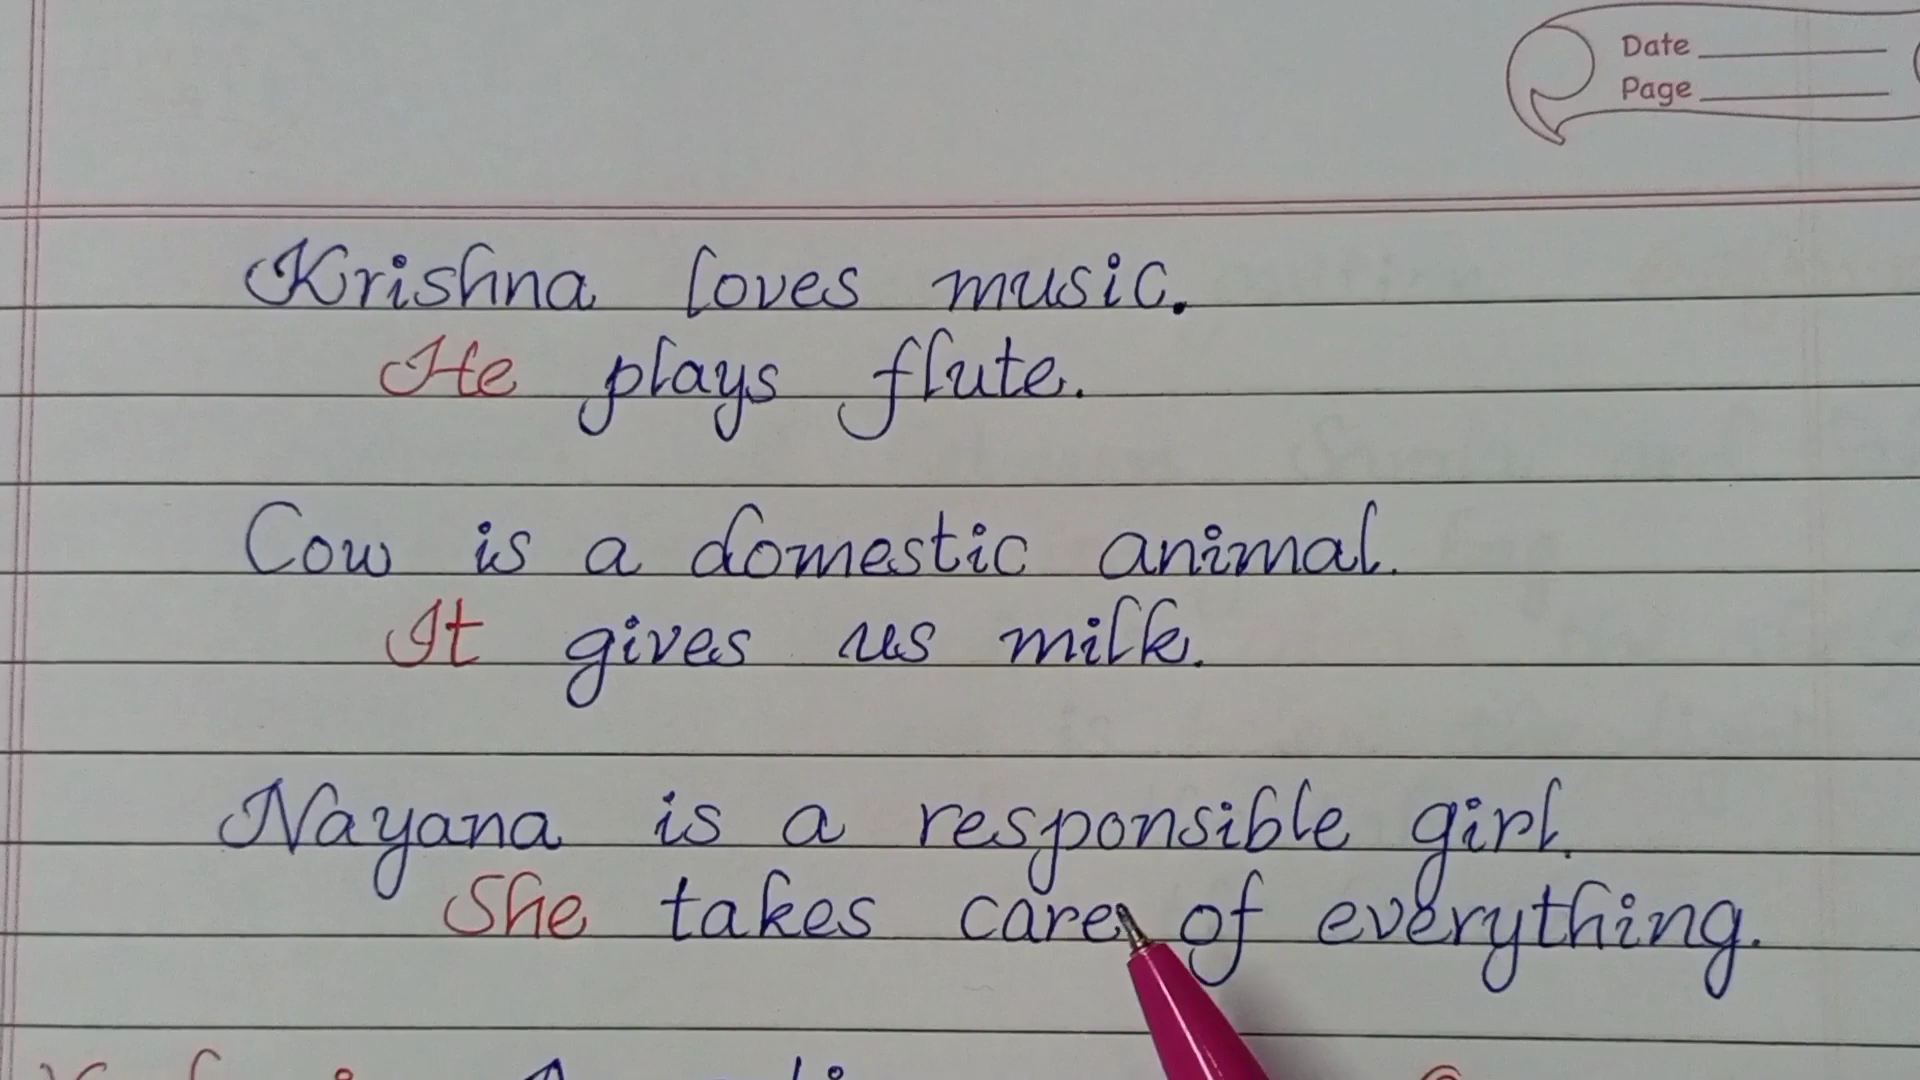 Date
Page
Krishna loves music.
He plays flute.
Cow is a domestic animal.
It gives us milk.
Nayana is a responsible girl.
She takes care of everything.